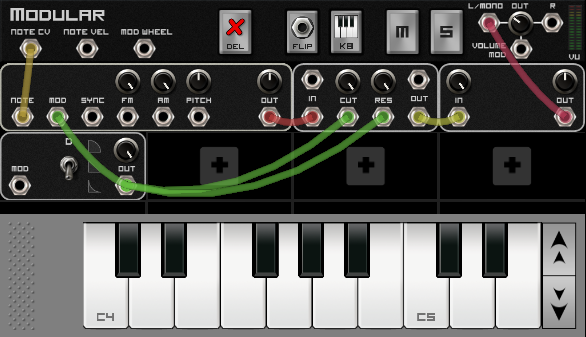 MODULAR
NOTE CV NOTE VEL MOD WHEEL
DEL FLIP KB M S
L/MONO OUT R
VOLUME MOD VU
NOTE MOD SYNC FM AM PITCH OUT
IN CUT RES OUT
IN OUT
MOD OUT
C4 C5